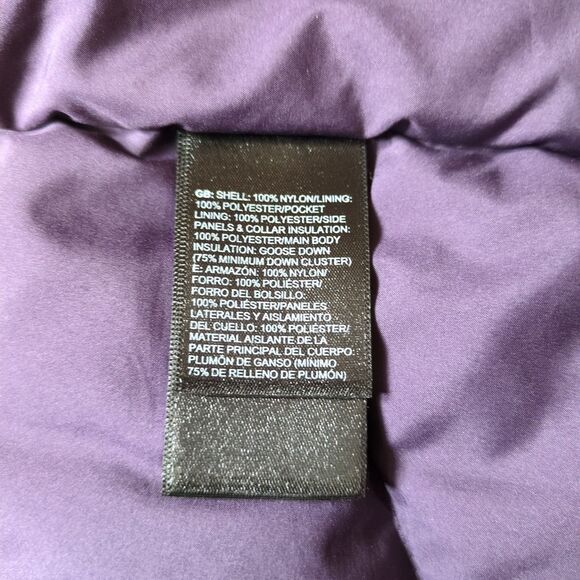 GB: SHELL: 100% NYLON/LINING:
100% POLYESTER/POCKET
LINING: 100% POLYESTER/SIDE
PANELS & COLLAR INSULATION:
100% POLYESTER/MAIN BODY
INSULATION: GOOSE DOWN
(75% MINIMUM DOWN CLUSTER)
E: ARMAZÓN: 100% NYLON/
FORRO: 100% POLIÉSTER/
FORRO DEL BOLSILLO:
100% POLIÉSTER/PANELES
LATERALES Y AISLAMIENTO
DEL CUELLO: 100% POLIÉSTER/
MATERIAL AISLANTE DE LA
PARTE PRINCIPAL DEL CUERPO:
PLUMÓN DE GANSO (MÍNIMO
75% DE RELLENO DE PLUMÓN)